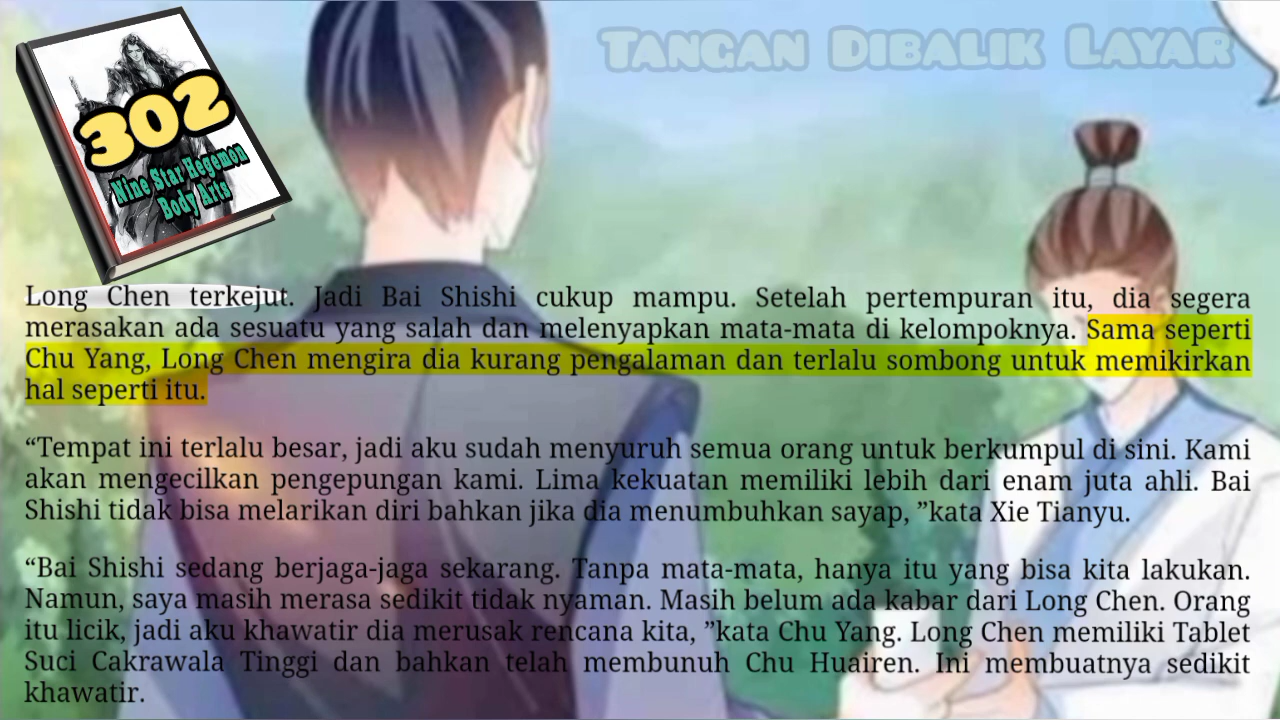 TANGAN DIBALIK LAYAR
302
Nine Star Hegemon
Body Arts
Long Chen terkejut. Jadi Bai Shishi cukup mampu. Setelah pertempuran itu, dia segera
merasakan ada sesuatu yang salah dan melenyapkan mata-mata di kelompoknya. Sama seperti
Chu Yang, Long Chen mengira dia kurang pengalaman dan terlalu sombong untuk memikirkan
hal seperti itu.
“Tempat ini terlalu besar, jadi aku sudah menyuruh semua orang untuk berkumpul di sini. Kami
akan mengecilkan pengepungan kami. Lima kekuatan memiliki lebih dari enam juta ahli. Bai
Shishi tidak bisa melarikan diri bahkan jika dia menumbuhkan sayap, ”kata Xie Tianyu.
“Bai Shishi sedang berjaga-jaga sekarang. Tanpa mata-mata, hanya itu yang bisa kita lakukan.
Namun, saya masih merasa sedikit tidak nyaman. Masih belum ada kabar dari Long Chen. Orang
itu licik, jadi aku khawatir dia merusak rencana kita, ”kata Chu Yang. Long Chen memiliki Tablet
Suci Cakrawala Tinggi dan bahkan telah membunuh Chu Huairen. Ini membuatnya sedikit
khawatir.